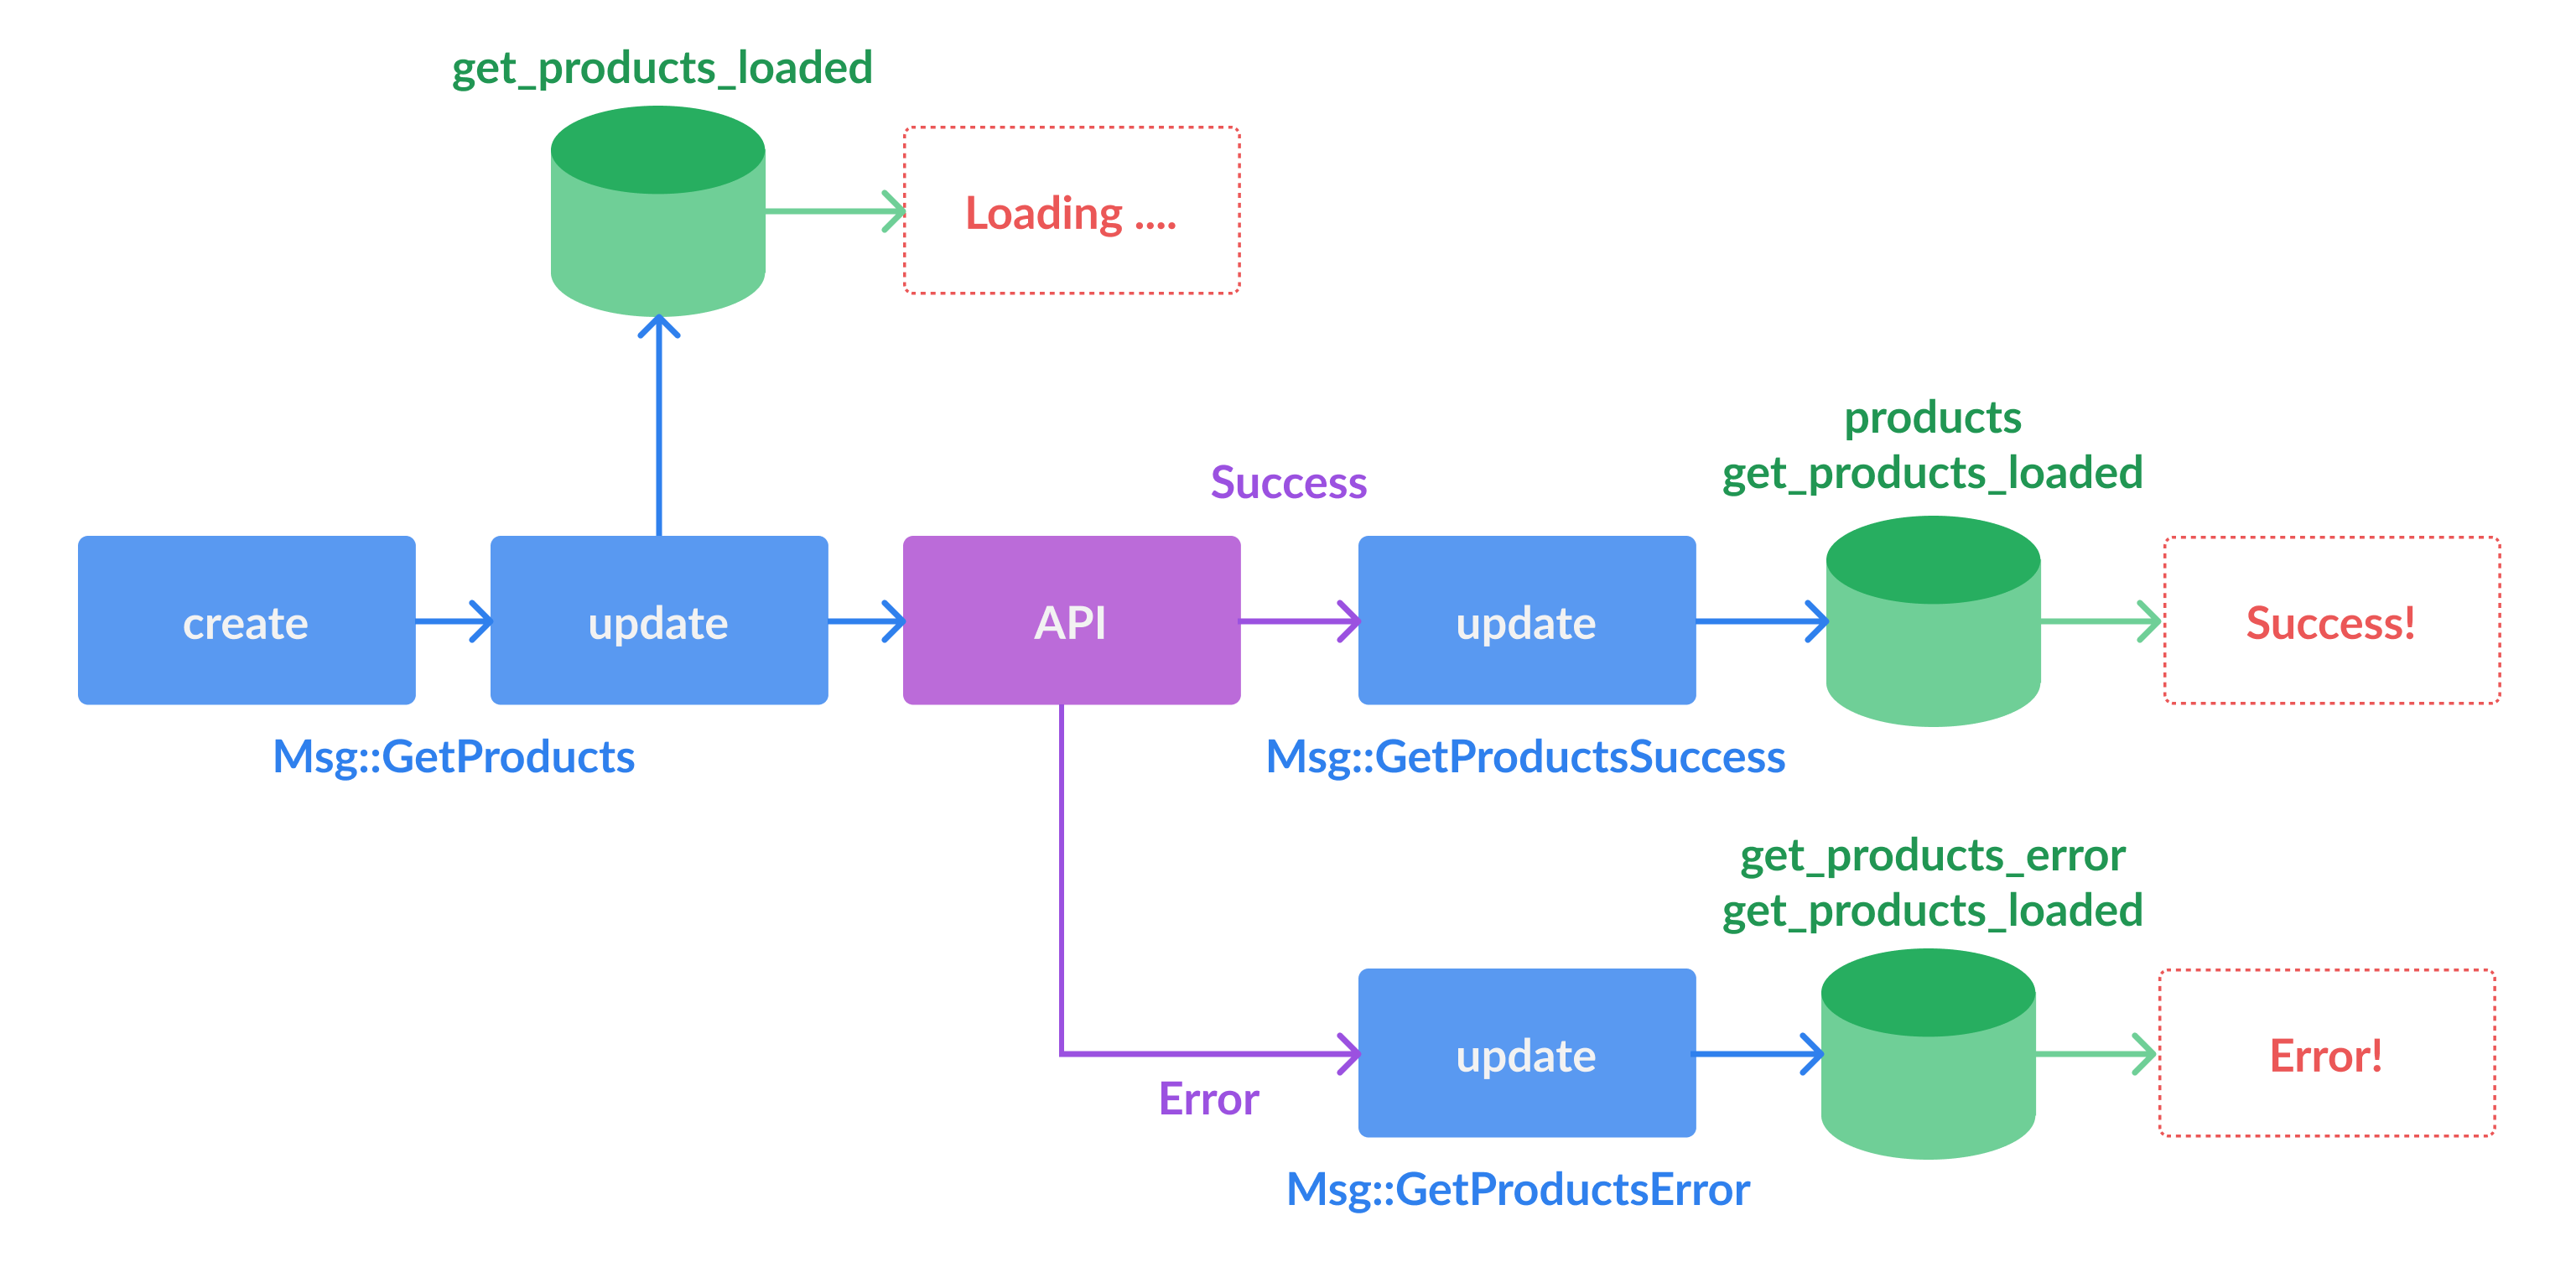 get_products_loaded
Loading ....
products
get_products_loaded
Success
create
update
API
update
Success!
Msg::GetProducts
Msg::GetProductsSuccess
get_products_error
get_products_loaded
update
Error!
Error
Msg::GetProductsError